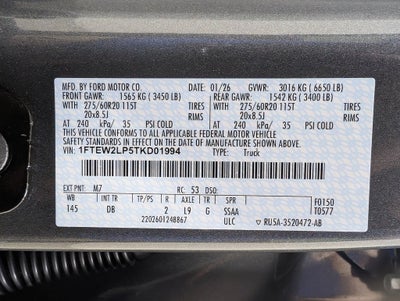 MFD. BY FORD MOTOR CO. 01/26 GVWR: 3016 KG ( 6650 LB)
FRONT GAWR: 1565 KG ( 3450 LB) REAR GAWR: 1542 KG ( 3400 LB)
WITH 275/60R20 115T TIRES WITH 275/60R20 115T TIRES
20x8.5J RIMS 20x8.5J RIMS
AT 240 kPa/ 35 PSI COLD AT 240 kPa/ 35 PSI COLD
THIS VEHICLE CONFORMS TO ALL APPLICABLE FEDERAL MOTOR VEHICLE
SAFETY STANDARDS IN EFFECT ON THE DATE OF MANUFACTURE SHOWN ABOVE.
VIN: 1FTEW2LP5TKD01994 TYPE: Truck
EXT PNT: M7 RC: 53 DSO:
WB INT TR TP/PS R AXLE TR SPR F0150
145 DB 2 L9 G SSAA T0577
2202601248867 ULC RU5A-3520472-AB